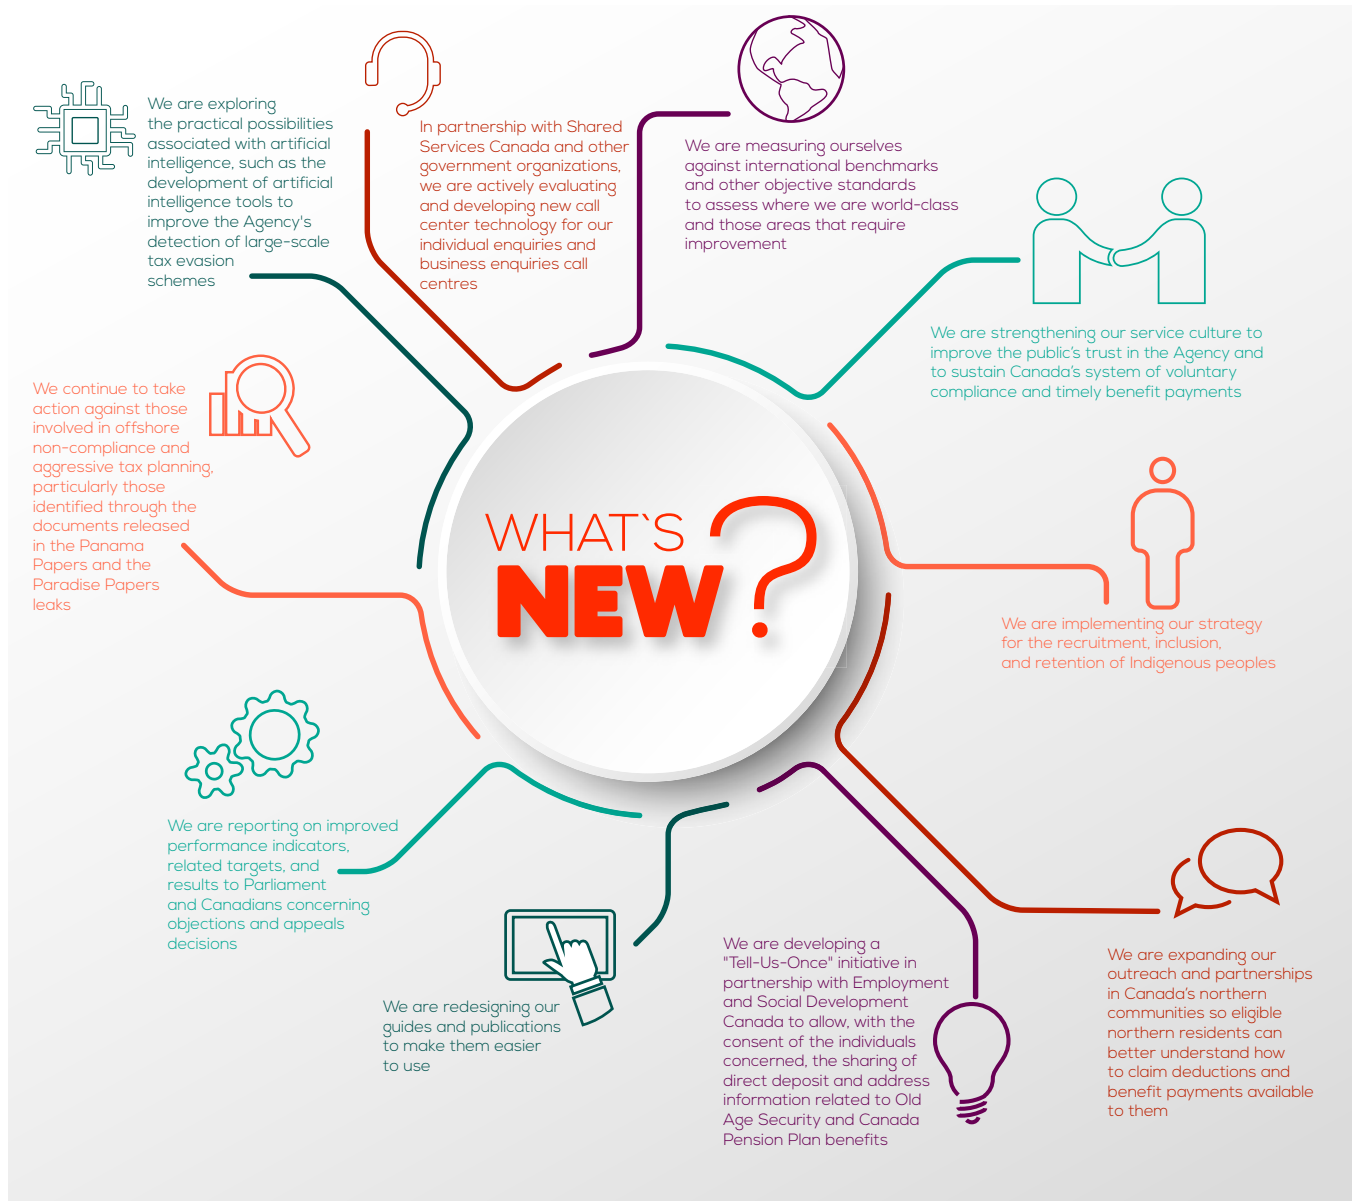 We are exploring
the practical possibilities
associated with artificial
intelligence, such as the
development of artificial
intelligence tools to
improve the Agency's
detection of large-scale
tax evasion
schemes
In partnership with Shared
Services Canada and other
government organizations,
we are actively evaluating
and developing new call
center technology for our
individual enquiries and
business enquiries call
centres
We are measuring ourselves
against international benchmarks
and other objective standards
to assess where we are world-class
and those areas that require
improvement
We are strengthening our service culture to
improve the public's trust in the Agency and
to sustain Canada's system of voluntary
compliance and timely benefit payments
We continue to take
action against those
involved in offshore
non-compliance and
aggressive tax planning,
particularly those
identified through the
documents released
in the Panama
Papers and the
Paradise Papers
leaks
WHAT`S
NEW?
We are implementing our strategy
for the recruitment, inclusion,
and retention of Indigenous peoples
We are reporting on improved
performance indicators,
related targets, and
results to Parliament
and Canadians concerning
objections and appeals
decisions
We are redesigning our
guides and publications
to make them easier
to use
We are developing a
"Tell-Us-Once" initiative in
partnership with Employment
and Social Development
Canada to allow, with the
consent of the individuals
concerned, the sharing of
direct deposit and address
information related to Old
Age Security and Canada
Pension Plan benefits
We are expanding our
outreach and partnerships
in Canada's northern
communities so eligible
northern residents can
better understand how
to claim deductions and
benefit payments available
to them